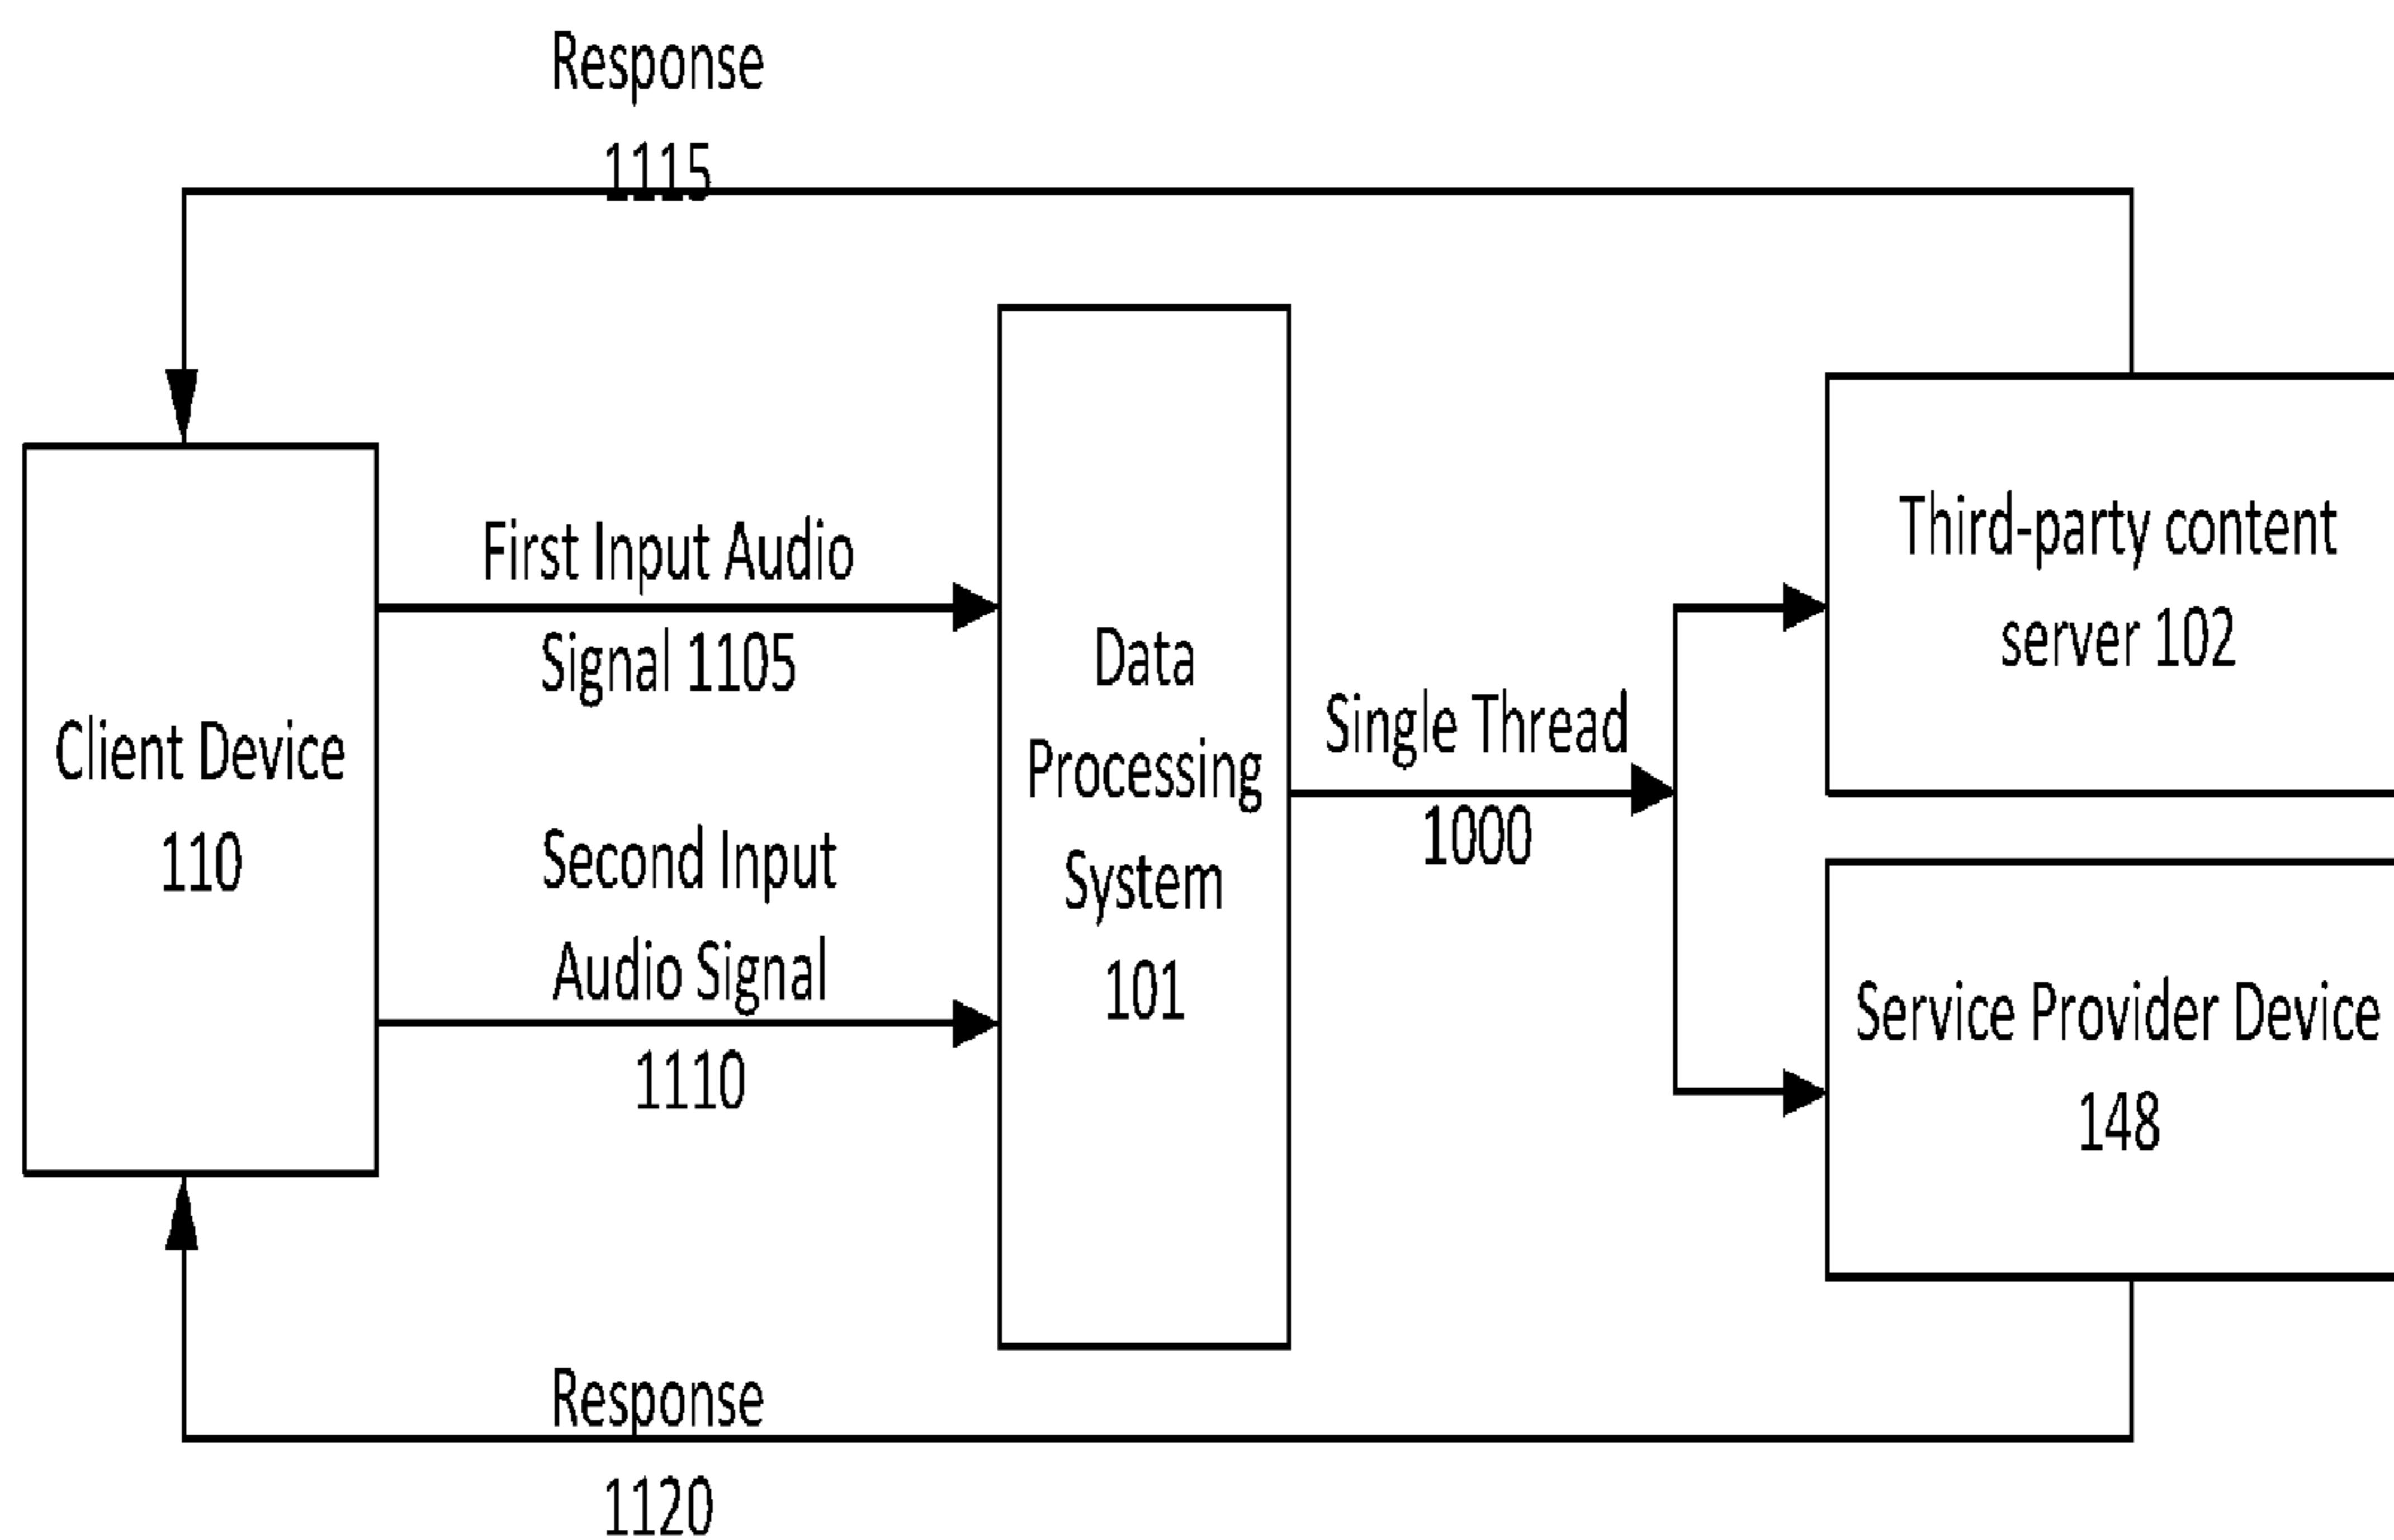 Response
1115
Client Device
110
First Input Audio
Signal 1105
Second Input
Audio Signal
1110
Data
Processing
System
101
Single Thread
1000
Third-party content
server 102
Service Provider Device
148
Response
1120